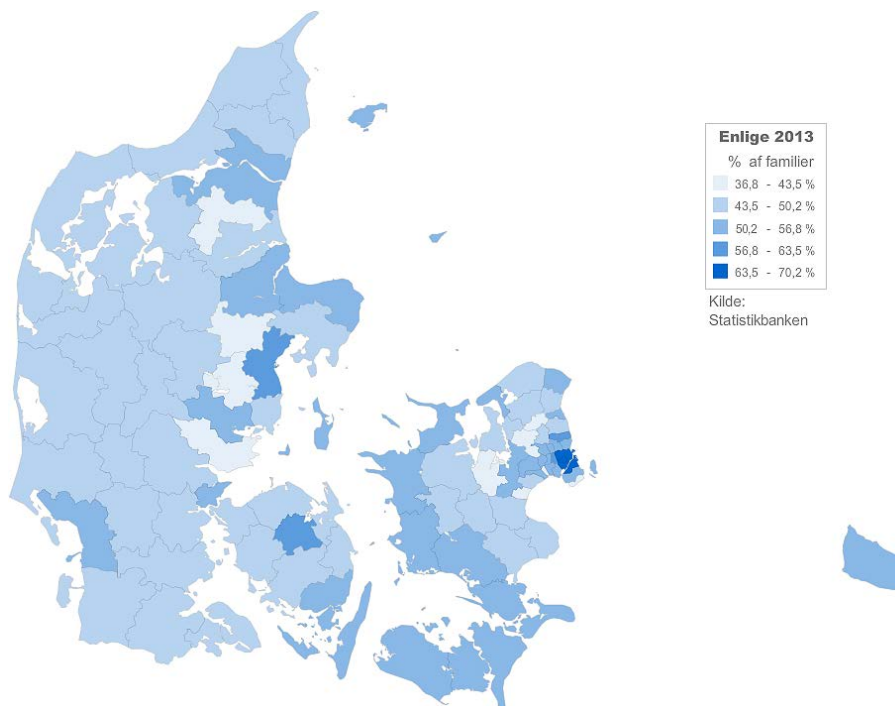 Enlige 2013
% af familier
36,8 - 43,5 %
43,5 - 50,2 %
50,2 - 56,8 %
56,8 - 63,5 %
63,5 - 70,2 %
Kilde:
Statistikbanken